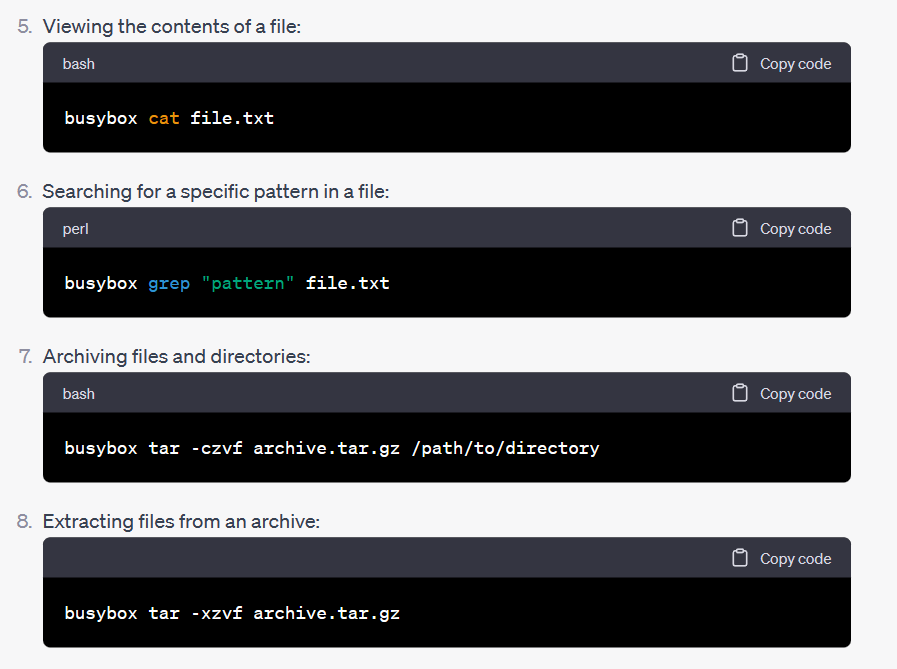 5. Viewing the contents of a file:
bash Copy code
busybox cat file.txt
6. Searching for a specific pattern in a file:
perl Copy code
busybox grep "pattern" file.txt
7. Archiving files and directories:
bash Copy code
busybox tar -czvf archive.tar.gz /path/to/directory
8. Extracting files from an archive:
Copy code
busybox tar -xzvf archive.tar.gz